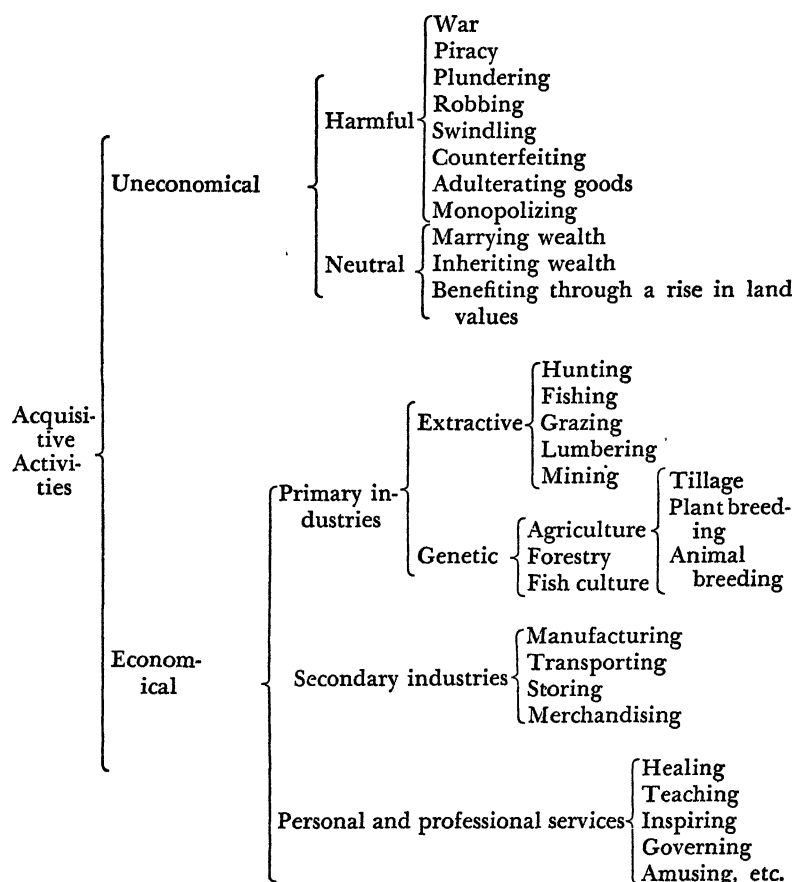 War
Piracy
Plundering
Robbing
Harmful
Swindling
Counterfeiting
Uneconomical
Adulterating goods
Monopolizing
Marrying wealth
Neutral
Inheriting wealth
Benefiting through a rise in land
values
Hunting
Fishing
Extractive
Grazing
Lumbering
Mining
Acquisi-
tive
Activi-
ties
Primary in-
dustries
Tillage
Plant breed-
ing
Animal
breeding
Genetic
Agriculture
Forestry
Fish culture
Econom-
ical
Secondary industries
Manufacturing
Transporting
Storing
Merchandising
Personal and professional services
Healing
Teaching
Inspiring
Governing
Amusing, etc.